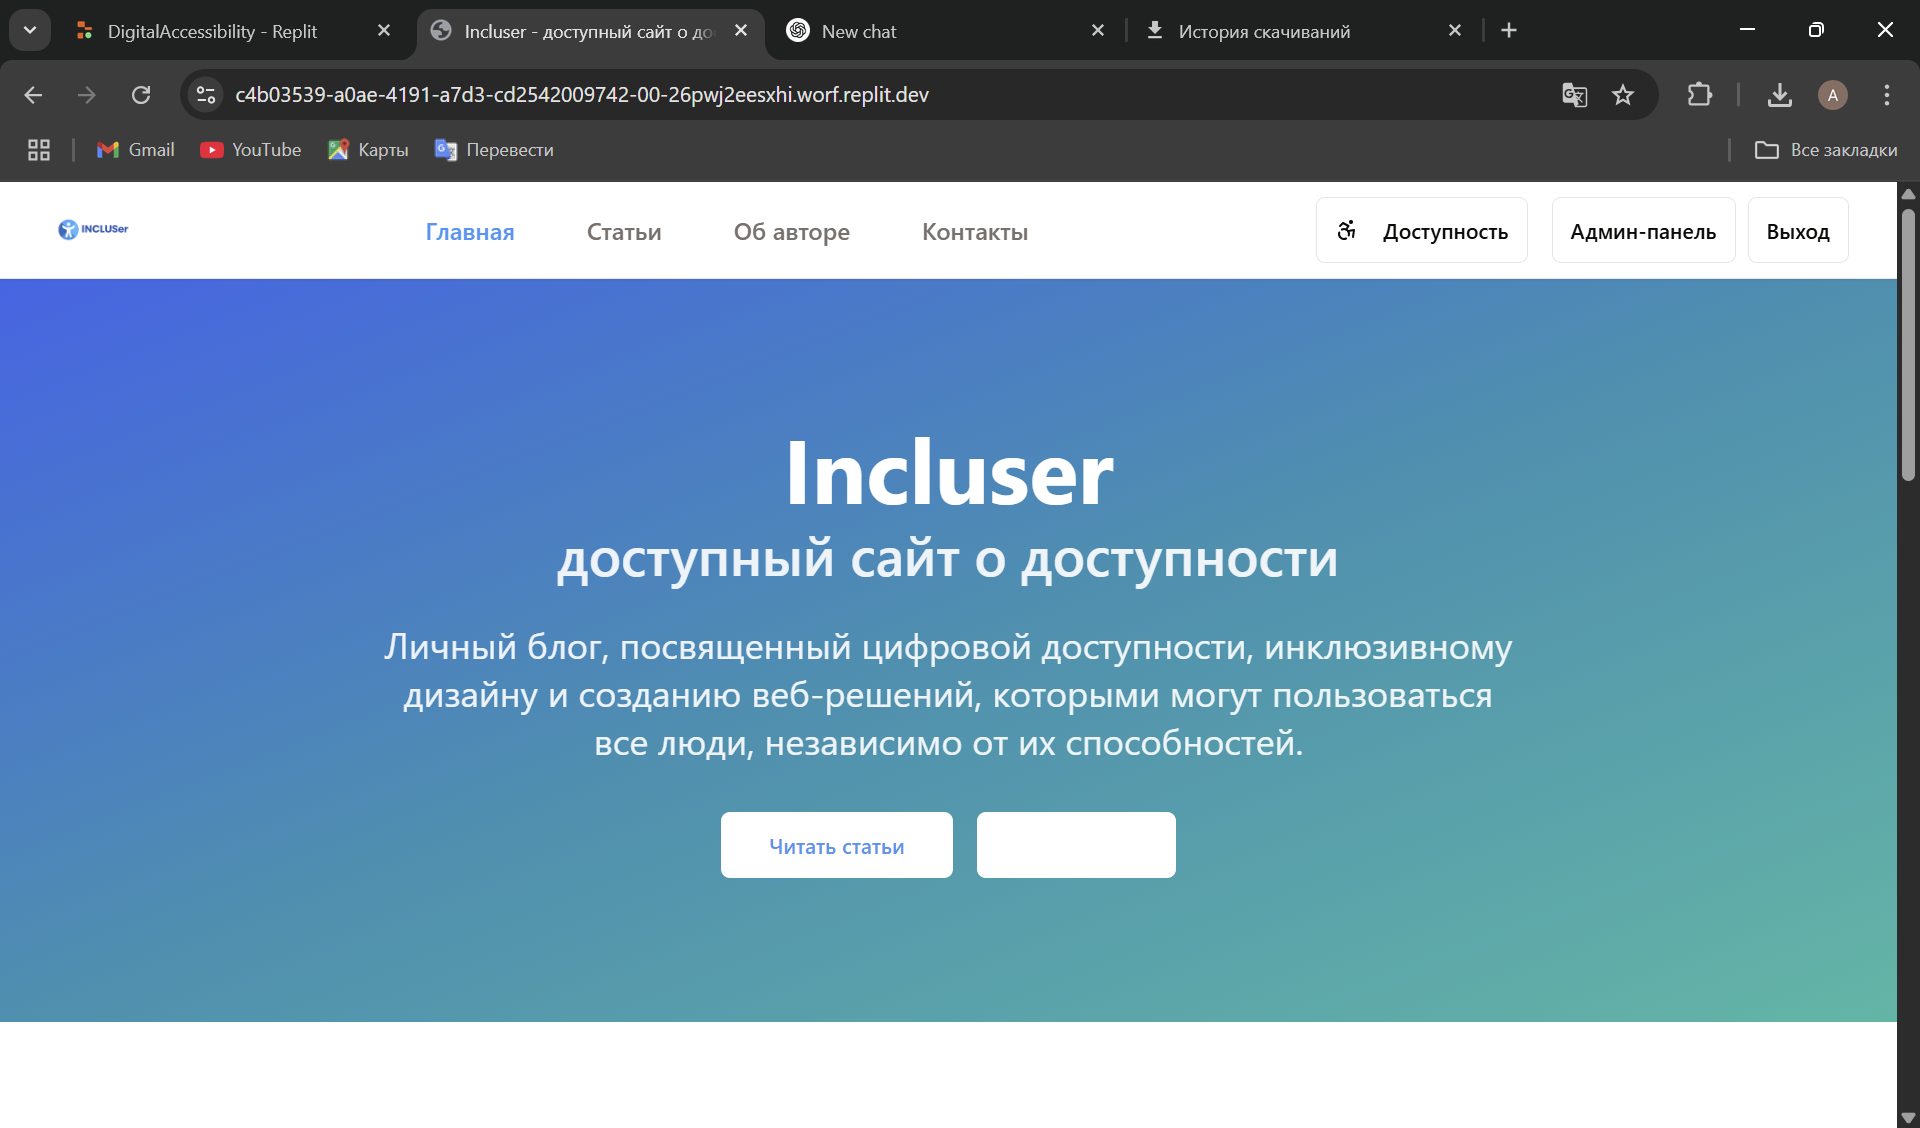 DigitalAccessibility - Replit
Incluser - доступный сайт о до
New chat
История скачиваний
c4b03539-a0ae-4191-a7d3-cd2542009742-00-26pwj2eesxhi.worf.replit.dev
A
Gmail
YouTube
Карты
Перевести
Все закладки
INCLUSer
Главная
Статьи
Об авторе
Контакты
Доступность
Админ-панель
Выход
Incluser
доступный сайт о доступности
Личный блог, посвященный цифровой доступности, инклюзивному
дизайну и созданию веб-решений, которыми могут пользоваться
все люди, независимо от их способностей.
Читать статьи